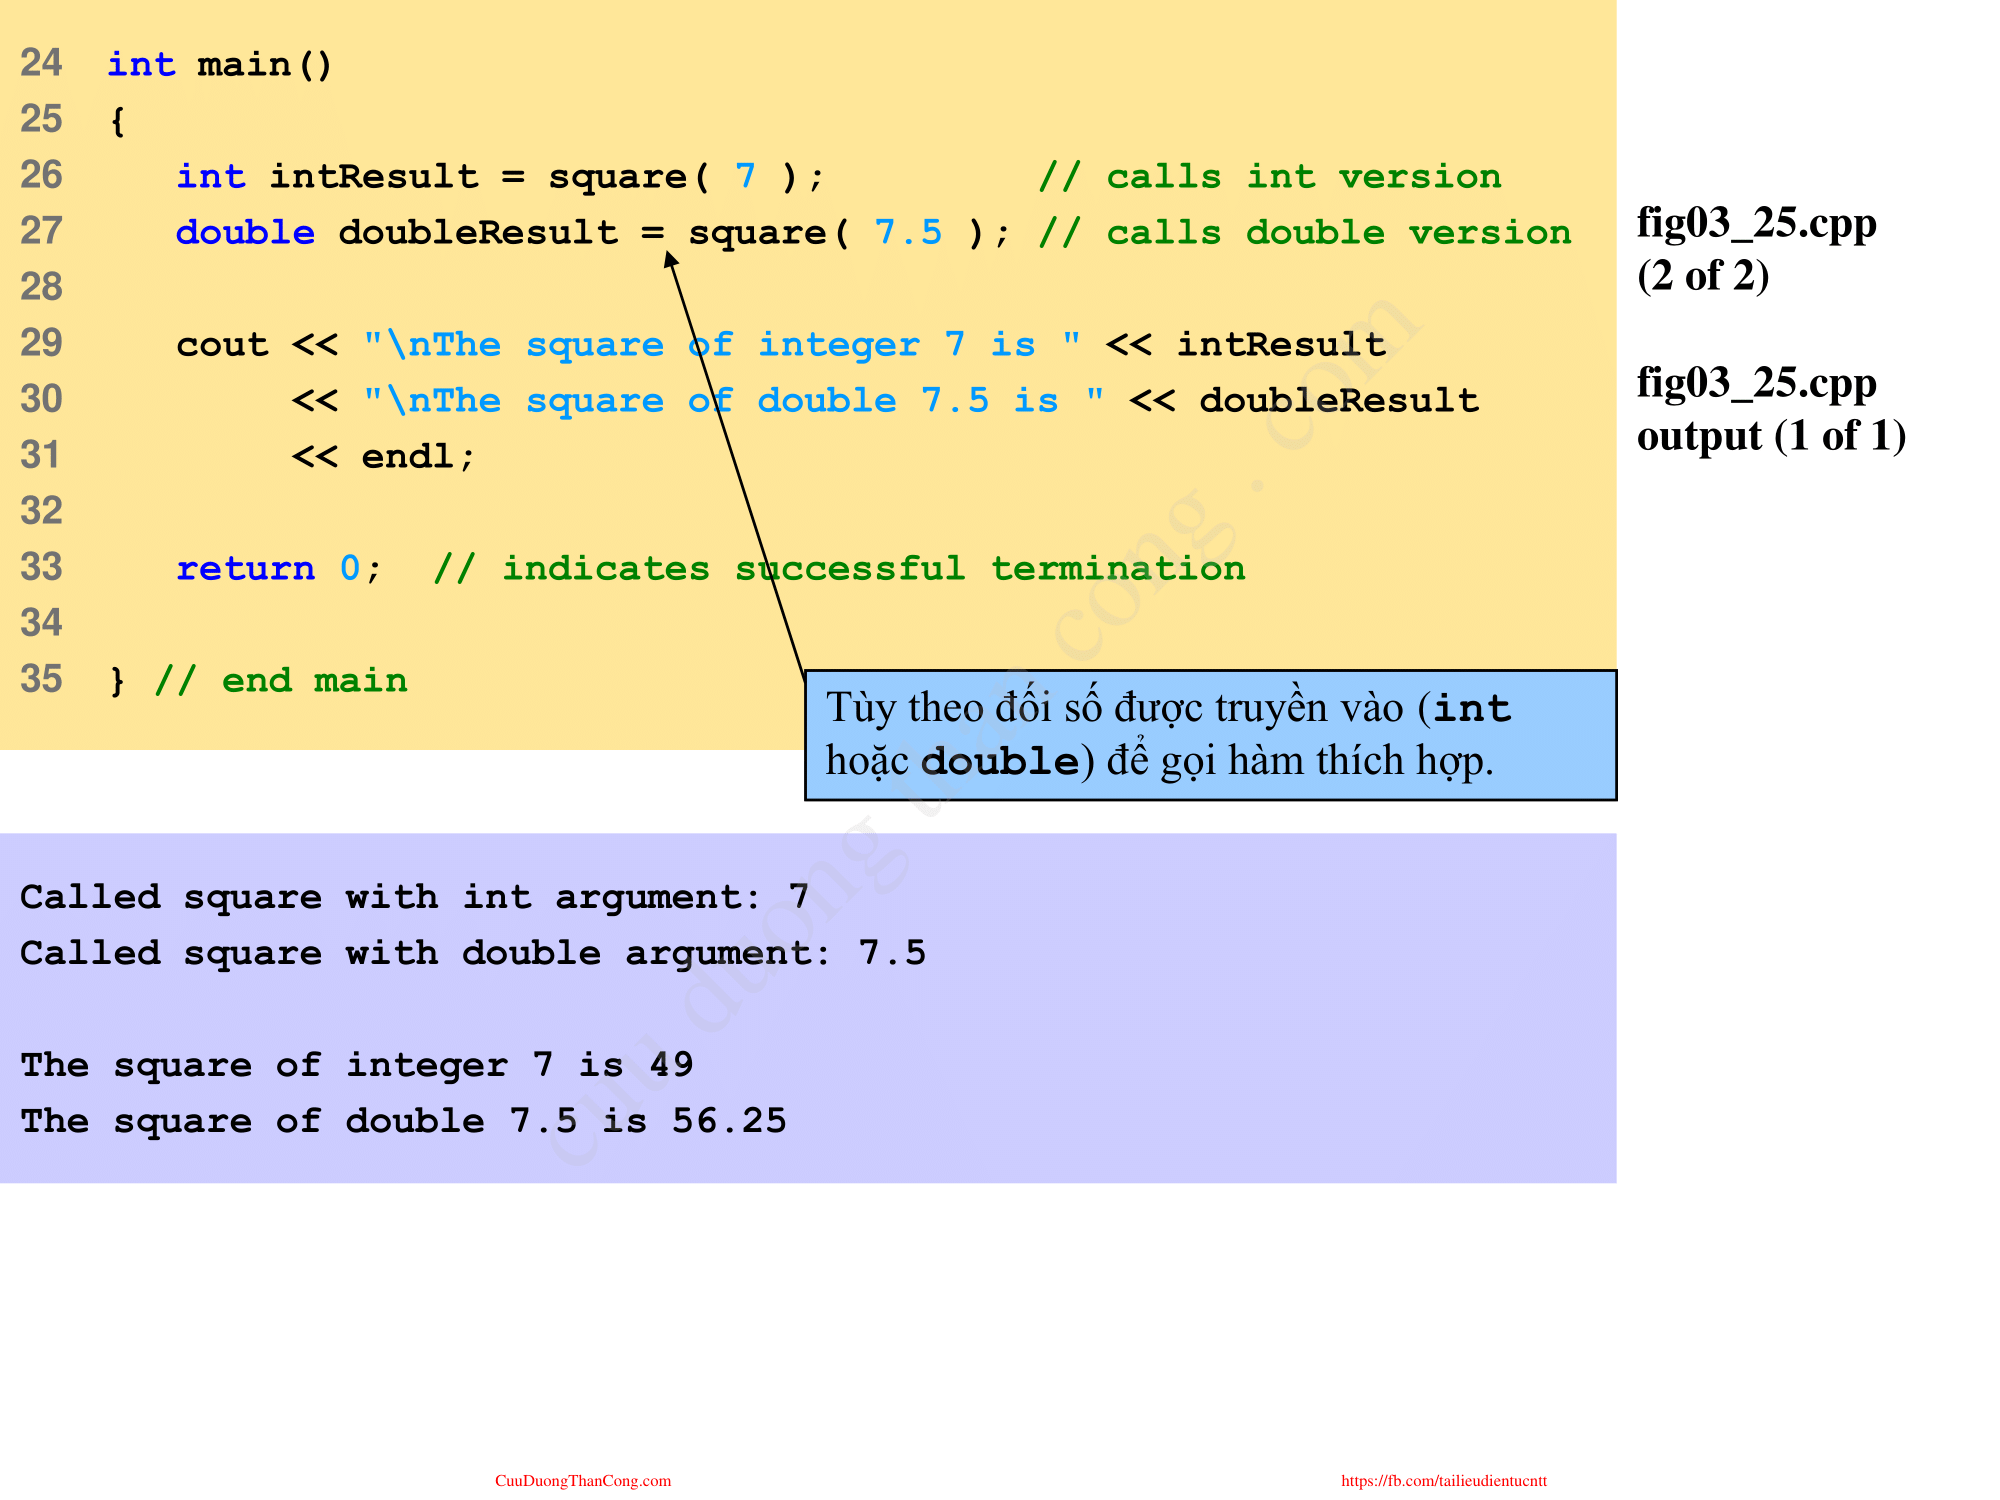 24 int main()
25 {
26 int intResult = square( 7 ); // calls int version
27 double doubleResult = square( 7.5 ); // calls double version
28
29 cout << "\nThe square of integer 7 is " << intResult
30 << "\nThe square of double 7.5 is " << doubleResult
31 << endl;
32
33 return 0; // indicates successful termination
34
35 } // end main
Tùy theo đối số được truyền vào (int
hoặc double) để gọi hàm thích hợp.
fig03_25.cpp
(2 of 2)
fig03_25.cpp
output (1 of 1)
Called square with int argument: 7
Called square with double argument: 7.5
The square of integer 7 is 49
The square of double 7.5 is 56.25
cuu duong than cong . com
CuuDuongThanCong.com
https://fb.com/tailieudientucntt